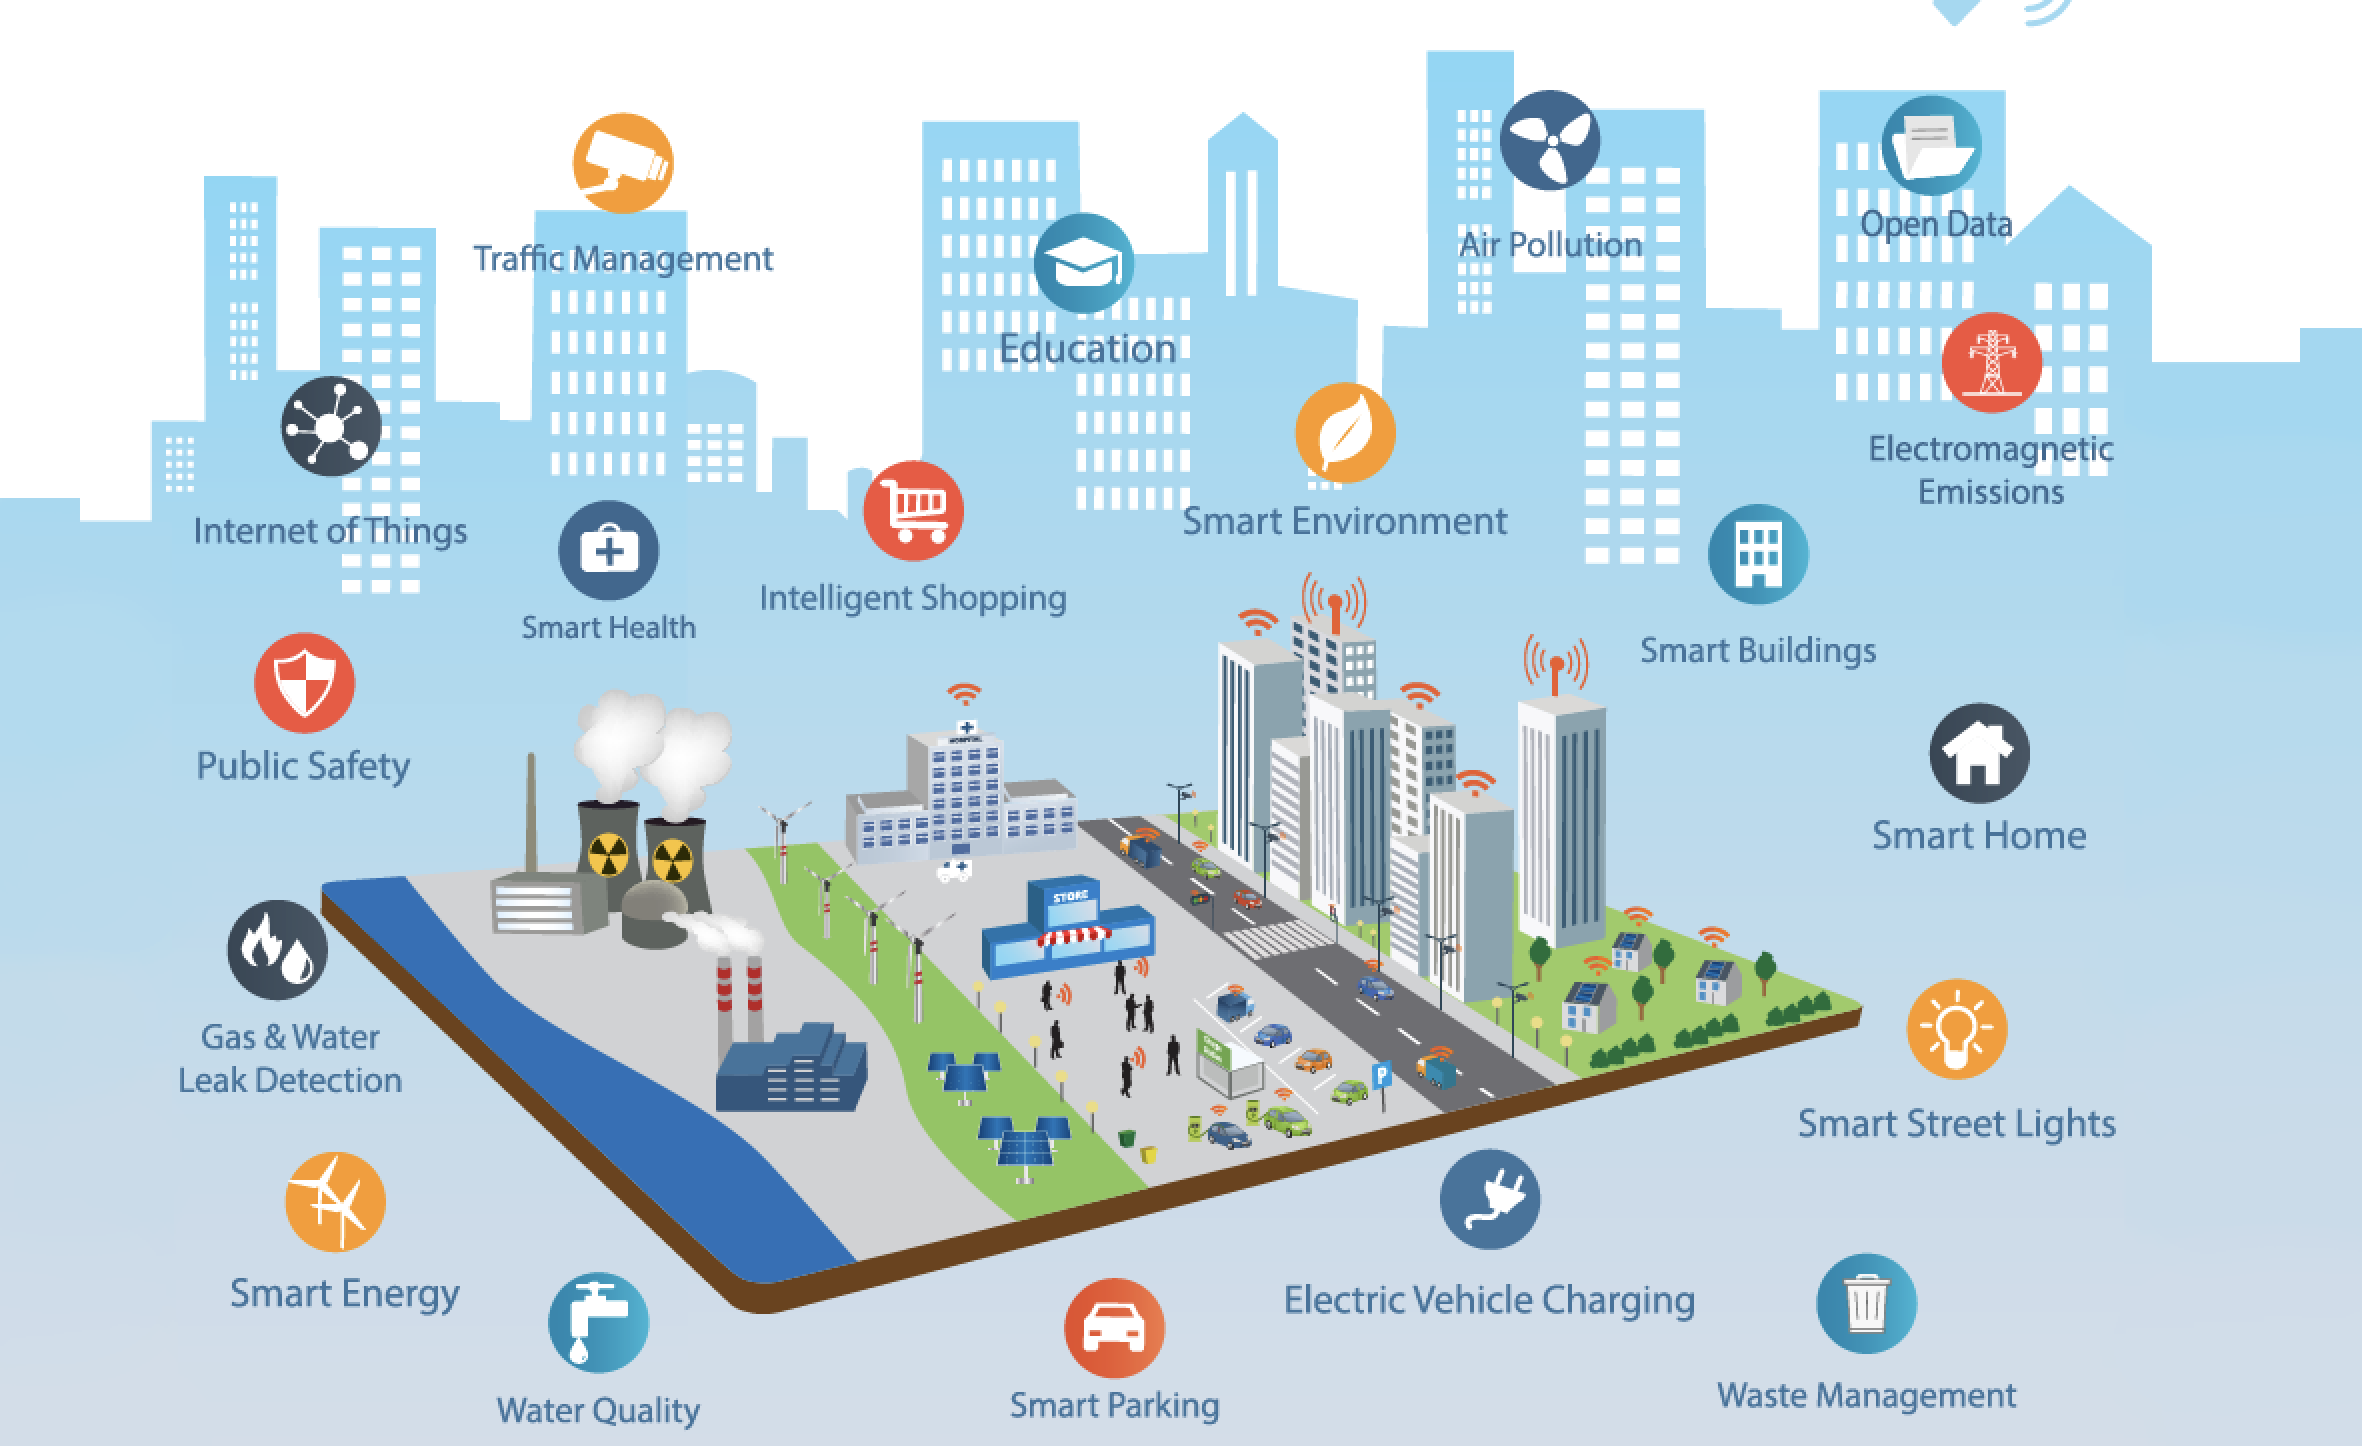 Traffic Management
Education
Air Pollution
Open Data
Internet of Things
Smart Health
Intelligent Shopping
Smart Environment
Electromagnetic
Emissions
Smart Buildings
Public Safety
HOSPITAL
Smart Home
STORE
Gas & Water
Leak Detection
P
Smart Street Lights
Smart Energy
Water Quality
Smart Parking
Electric Vehicle Charging
Waste Management